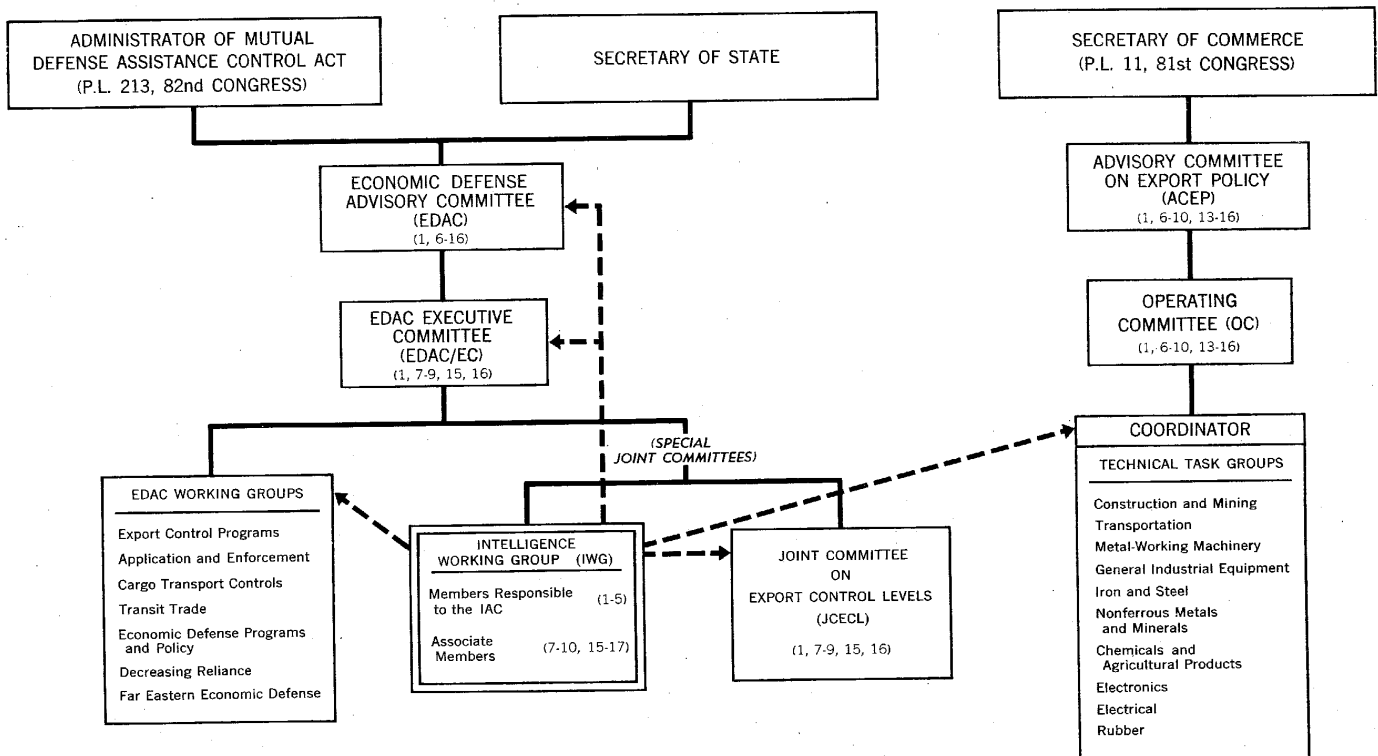 ADMINISTRATOR OF MUTUAL
DEFENSE ASSISTANCE CONTROL ACT
(P.L. 213, 82nd CONGRESS)
SECRETARY OF STATE
SECRETARY OF COMMERCE
(P.L. 11, 81st CONGRESS)
ECONOMIC DEFENSE
ADVISORY COMMITTEE
(EDAC)
(1, 6-16)
ADVISORY COMMITTEE
ON EXPORT POLICY
(ACEP)
(1, 6-10, 13-16)
EDAC EXECUTIVE
COMMITTEE
(EDAC/EC)
(1, 7-9, 15, 16)
OPERATING
COMMITTEE (OC)
(1, 6-10, 13-16)
(SPECIAL
JOINT COMMITTEES)
EDAC WORKING GROUPS
Export Control Programs
Application and Enforcement
Cargo Transport Controls
Transit Trade
Economic Defense Programs
and Policy
Decreasing Reliance
Far Eastern Economic Defense
INTELLIGENCE
WORKING GROUP (IWG)
Members Responsible
to the IAC (1-5)
Associate
Members (7-10, 15-17)
JOINT COMMITTEE
ON
EXPORT CONTROL LEVELS
(JCECL)
(1, 7-9, 15, 16)
COORDINATOR
TECHNICAL TASK GROUPS
Construction and Mining
Transportation
Metal-Working Machinery
General Industrial Equipment
Iron and Steel
Nonferrous Metals
and Minerals
Chemicals and
Agricultural Products
Electronics
Electrical
Rubber